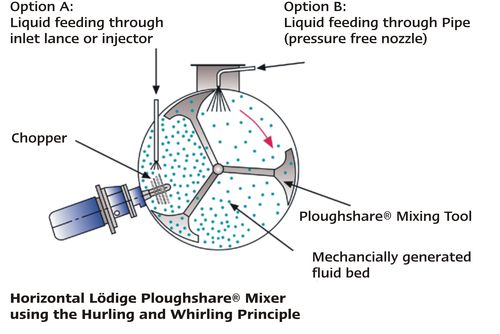 Option A:
Liquid feeding through
inlet lance or injector
Option B:
Liquid feeding through Pipe
(pressure free nozzle)
Chopper
Ploughshare® Mixing Tool
Mechancially generated
fluid bed
Horizontal Lödige Ploughshare® Mixer
using the Hurling and Whirling Principle